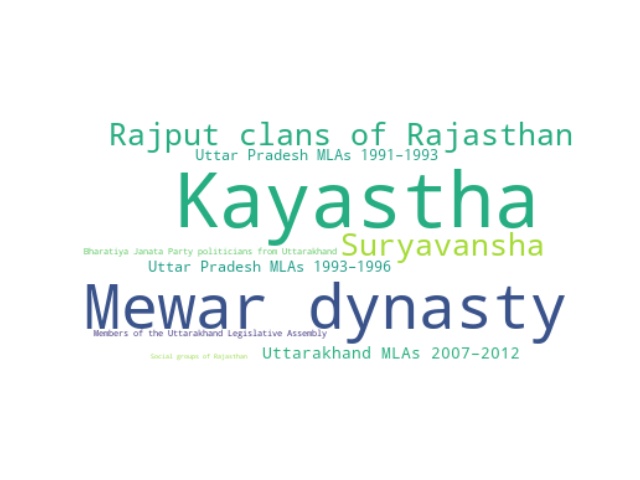 Rajput clans of Rajasthan
Uttar Pradesh MLAs 1991–1993
Kayastha
Bharatiya Janata Party politicians from Uttarakhand Suryavansha
Uttar Pradesh MLAs 1993–1996
Mewar dynasty
Members of the Uttarakhand Legislative Assembly
Social groups of Rajasthan Uttarakhand MLAs 2007–2012